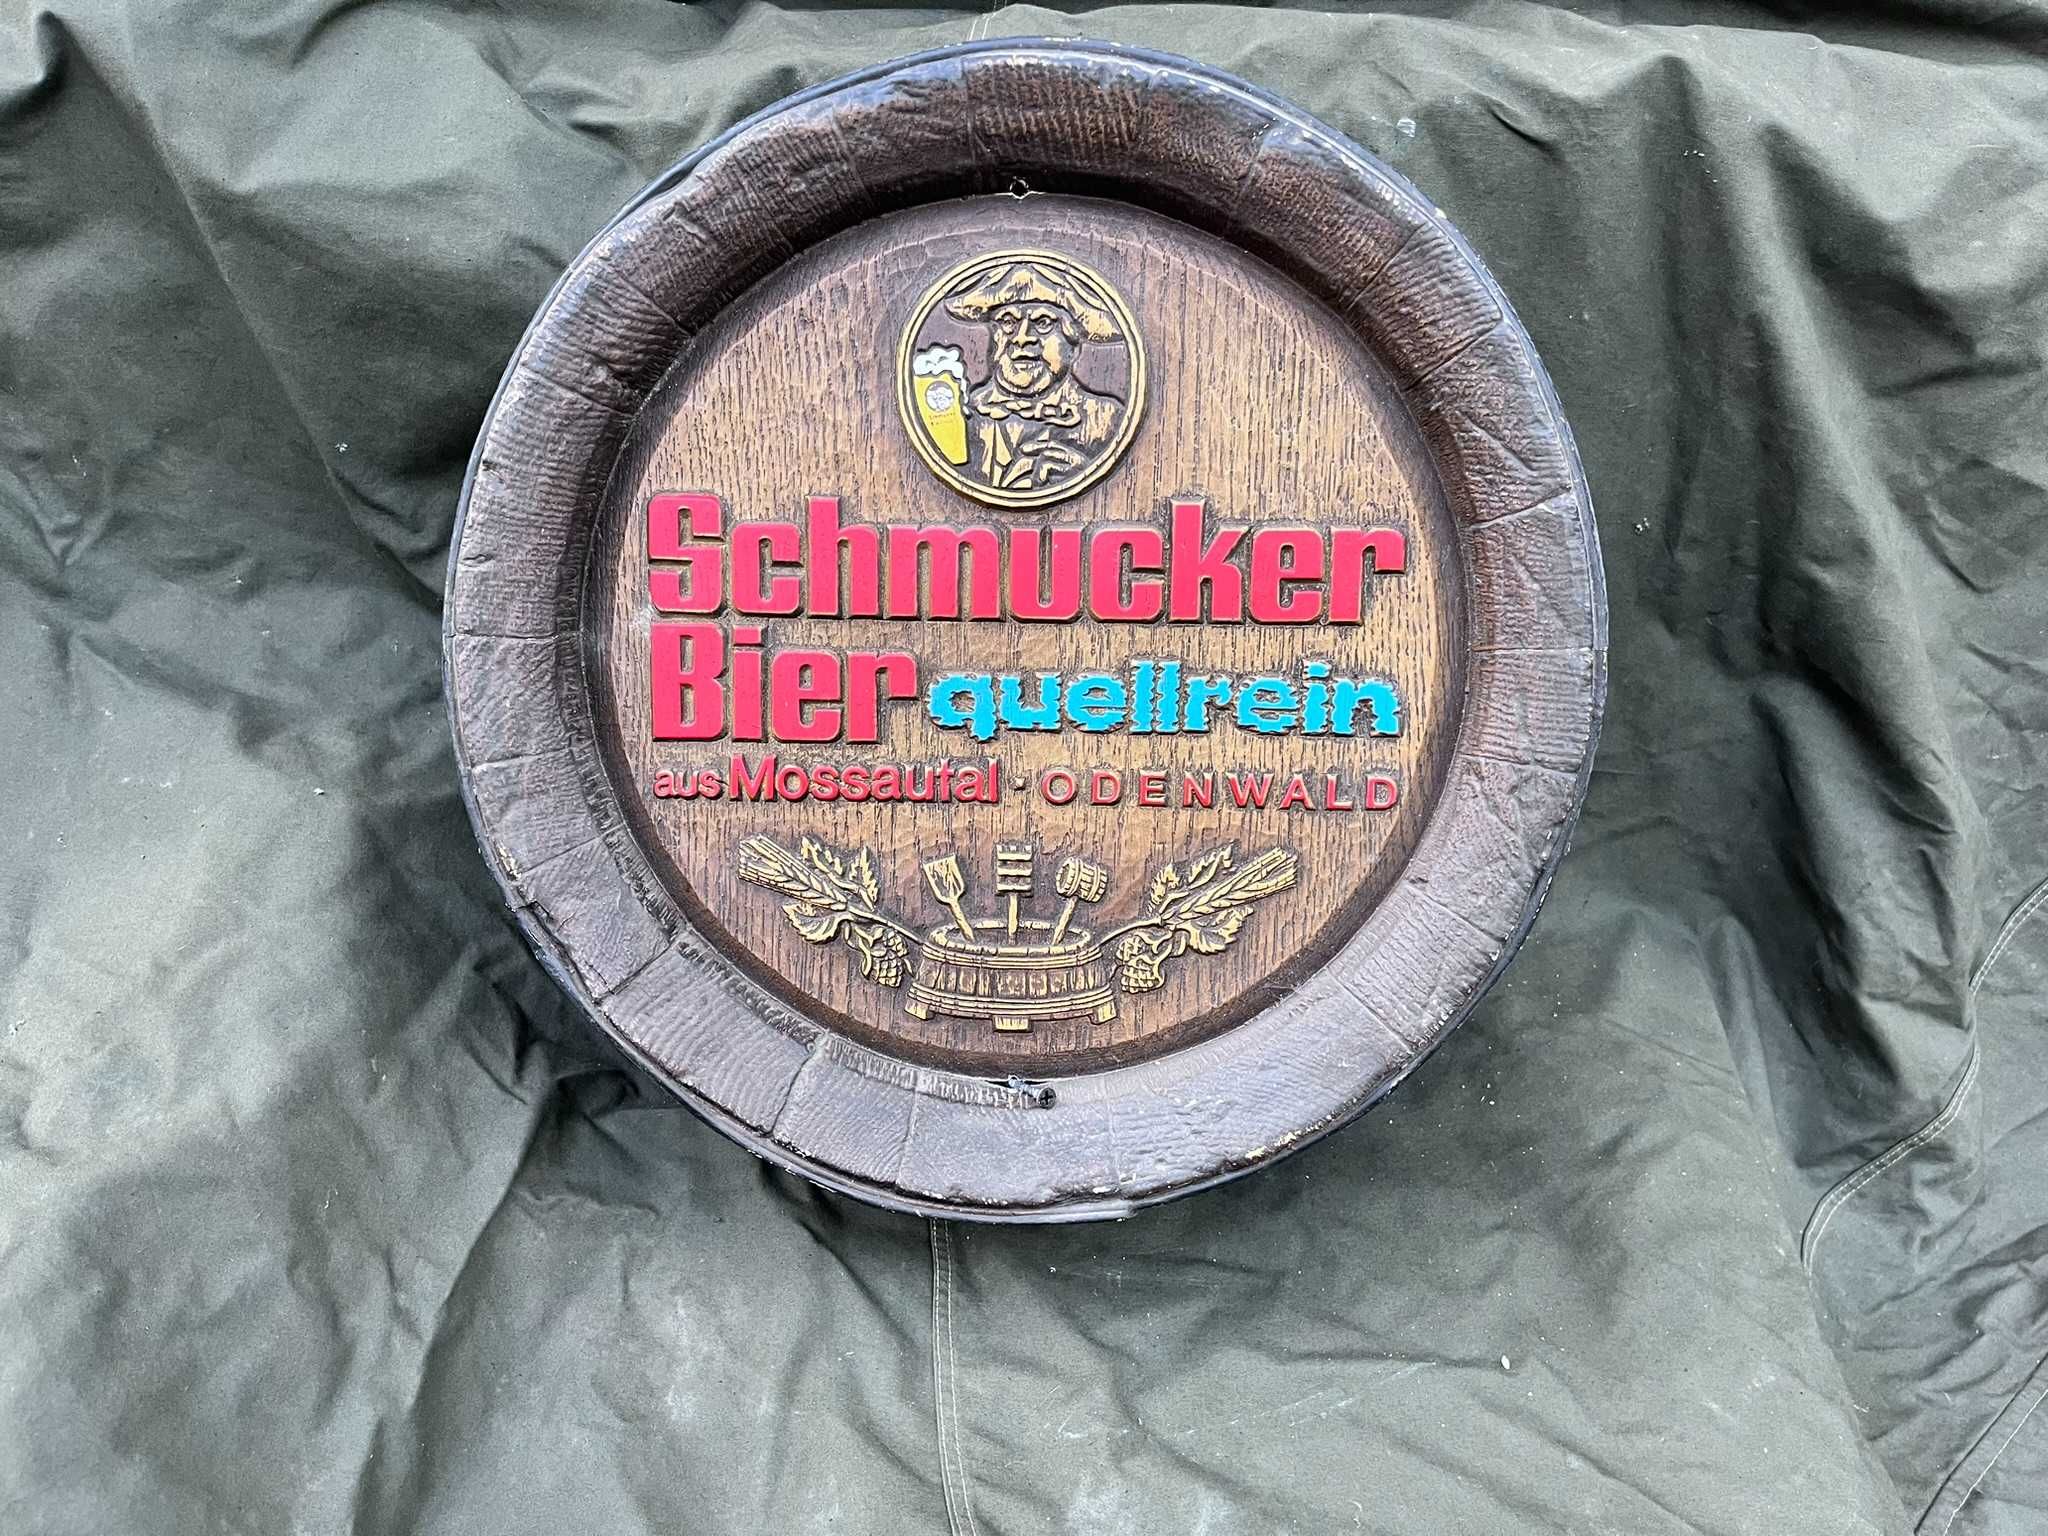 Schmucker
Bier quellrein
aus Mossautal · ODENWALD